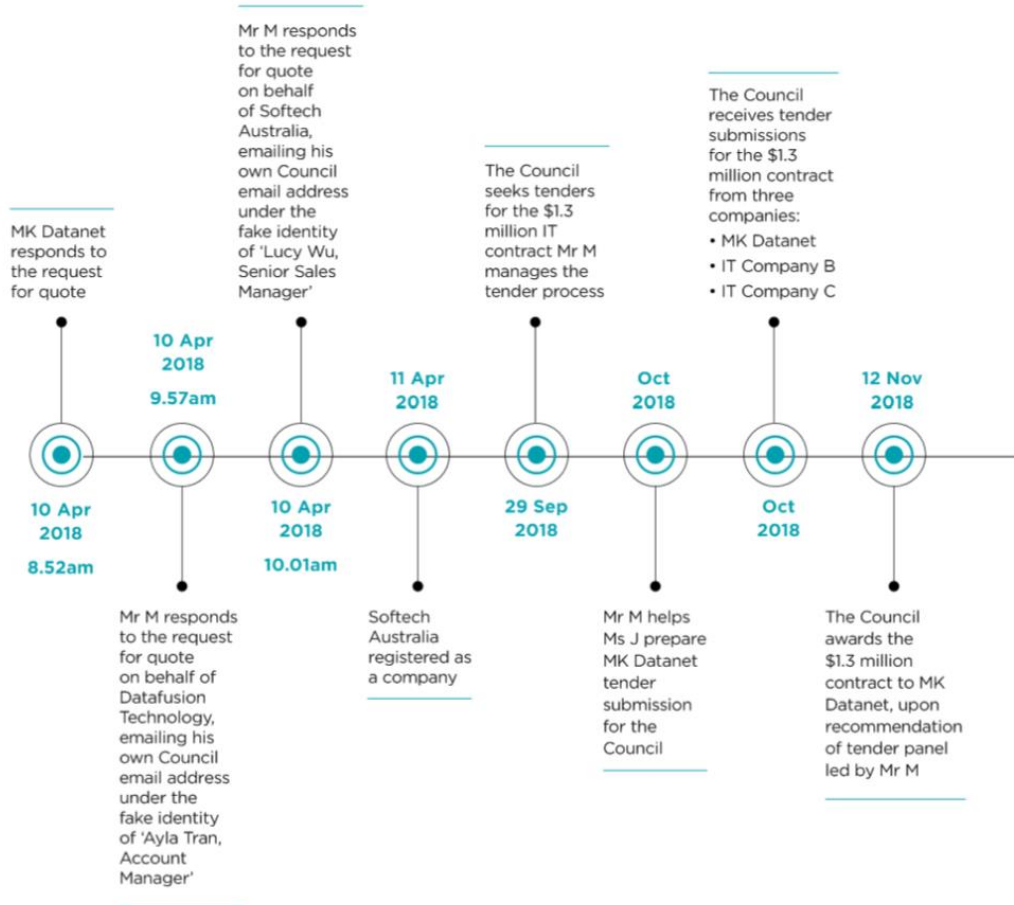 MK Datanet
responds to
the request
for quote
10 Apr
2018
8.52am
10 Apr
2018
9.57am
Mr M responds
to the request
for quote
on behalf of
Datafusion
Technology,
emailing his
own Council
email address
under the
fake identity
of ‘Ayla Tran,
Account
Manager’
Mr M responds
to the request
for quote
on behalf
of Softech
Australia,
emailing his
own Council
email address
under the
fake identity
of ‘Lucy Wu,
Senior Sales
Manager’
10 Apr
2018
10.01am
11 Apr
2018
Softech
Australia
registered as
a company
The Council
seeks tenders
for the $1.3
million IT
contract Mr M
manages the
tender process
29 Sep
2018
Oct
2018
Mr M helps
Ms J prepare
MK Datanet
tender
submission
for the
Council
The Council
receives tender
submissions
for the $1.3
million contract
from three
companies:
• MK Datanet
• IT Company B
• IT Company C
Oct
2018
12 Nov
2018
The Council
awards the
$1.3 million
contract to MK
Datanet, upon
recommendation
of tender panel
led by Mr M